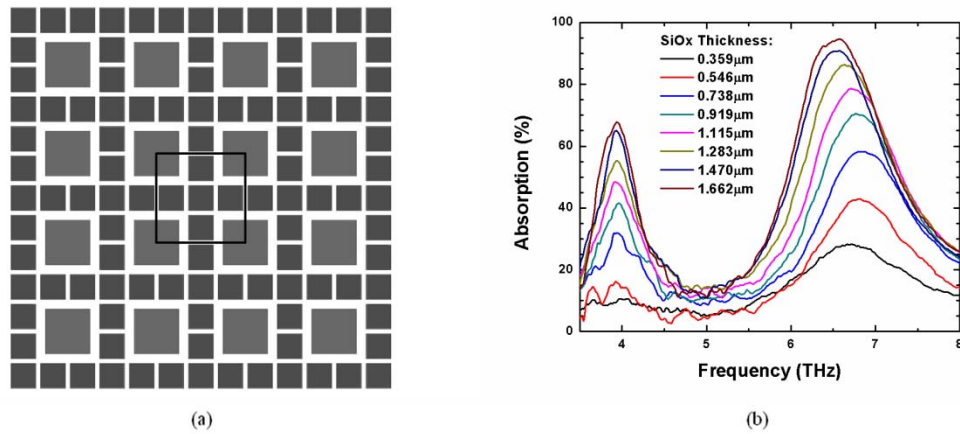 100
80
60
40
20
0
Absorption (%)
SiOx Thickness:
0.359μm
0.546μm
0.738μm
0.919μm
1.115μm
1.283μm
1.470μm
1.662μm
4
5
6
7
8
Frequency (THz)
(a)
(b)